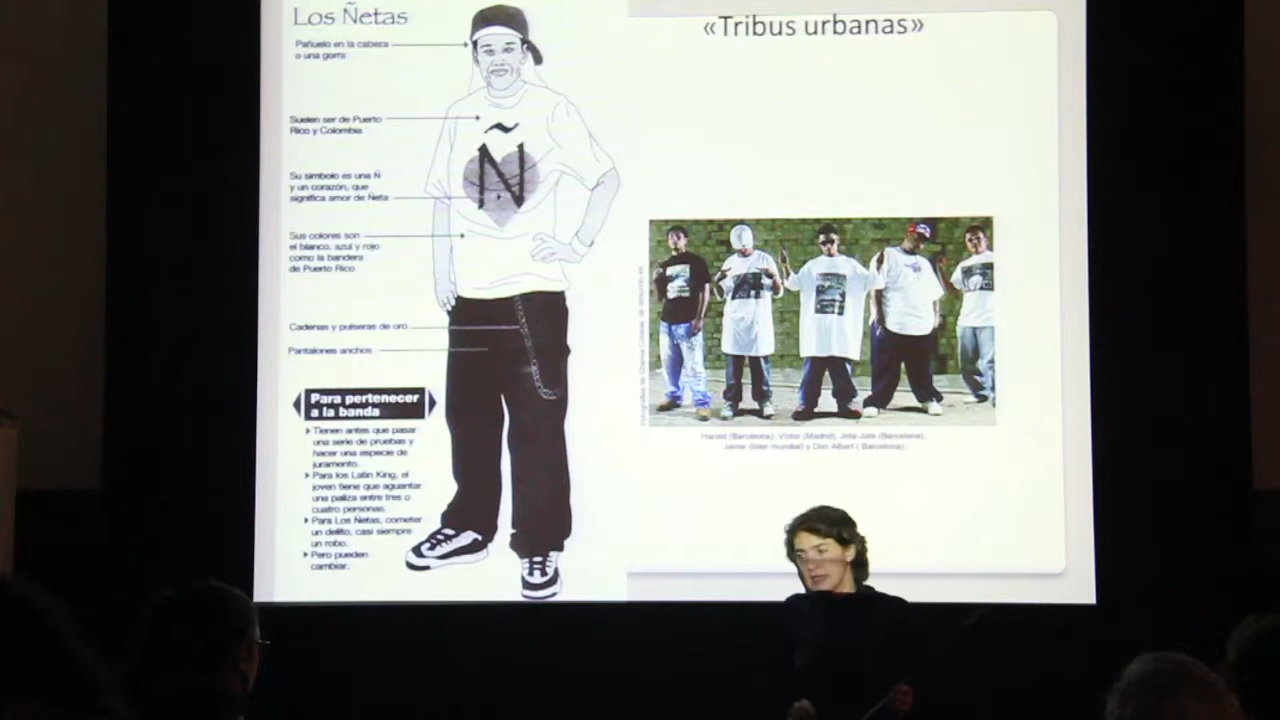 Los Ñetas
Pañuelo en la cabeza
o una gorra
Suelen ser de Puerto
Rico y Colombia
Su símbolo es una Ñ
y un corazón, que
significa amor de Ñeta
Sus colores son
el blanco, azul y rojo
como la bandera
de Puerto Rico
Cadenas y pulseras de oro
Pantalones anchos
Para pertenecer
a la banda
Tienen antes que pasar
una serie de pruebas y
hacer una especie de
juramento.
Para los Latin King, el
joven tiene que aguantar
una paliza entre tres o
cuatro personas.
Para Los Ñetas, cometer
un delito, casi siempre
un robo.
Pero pueden
cambiar.
Ñ
«Tribus urbanas»
Harold (Barcelona), Víctor (Madrid), Jota-Jote (Barcelona),
Jaime (líder mundial) y Don Albert ( Barcelona).